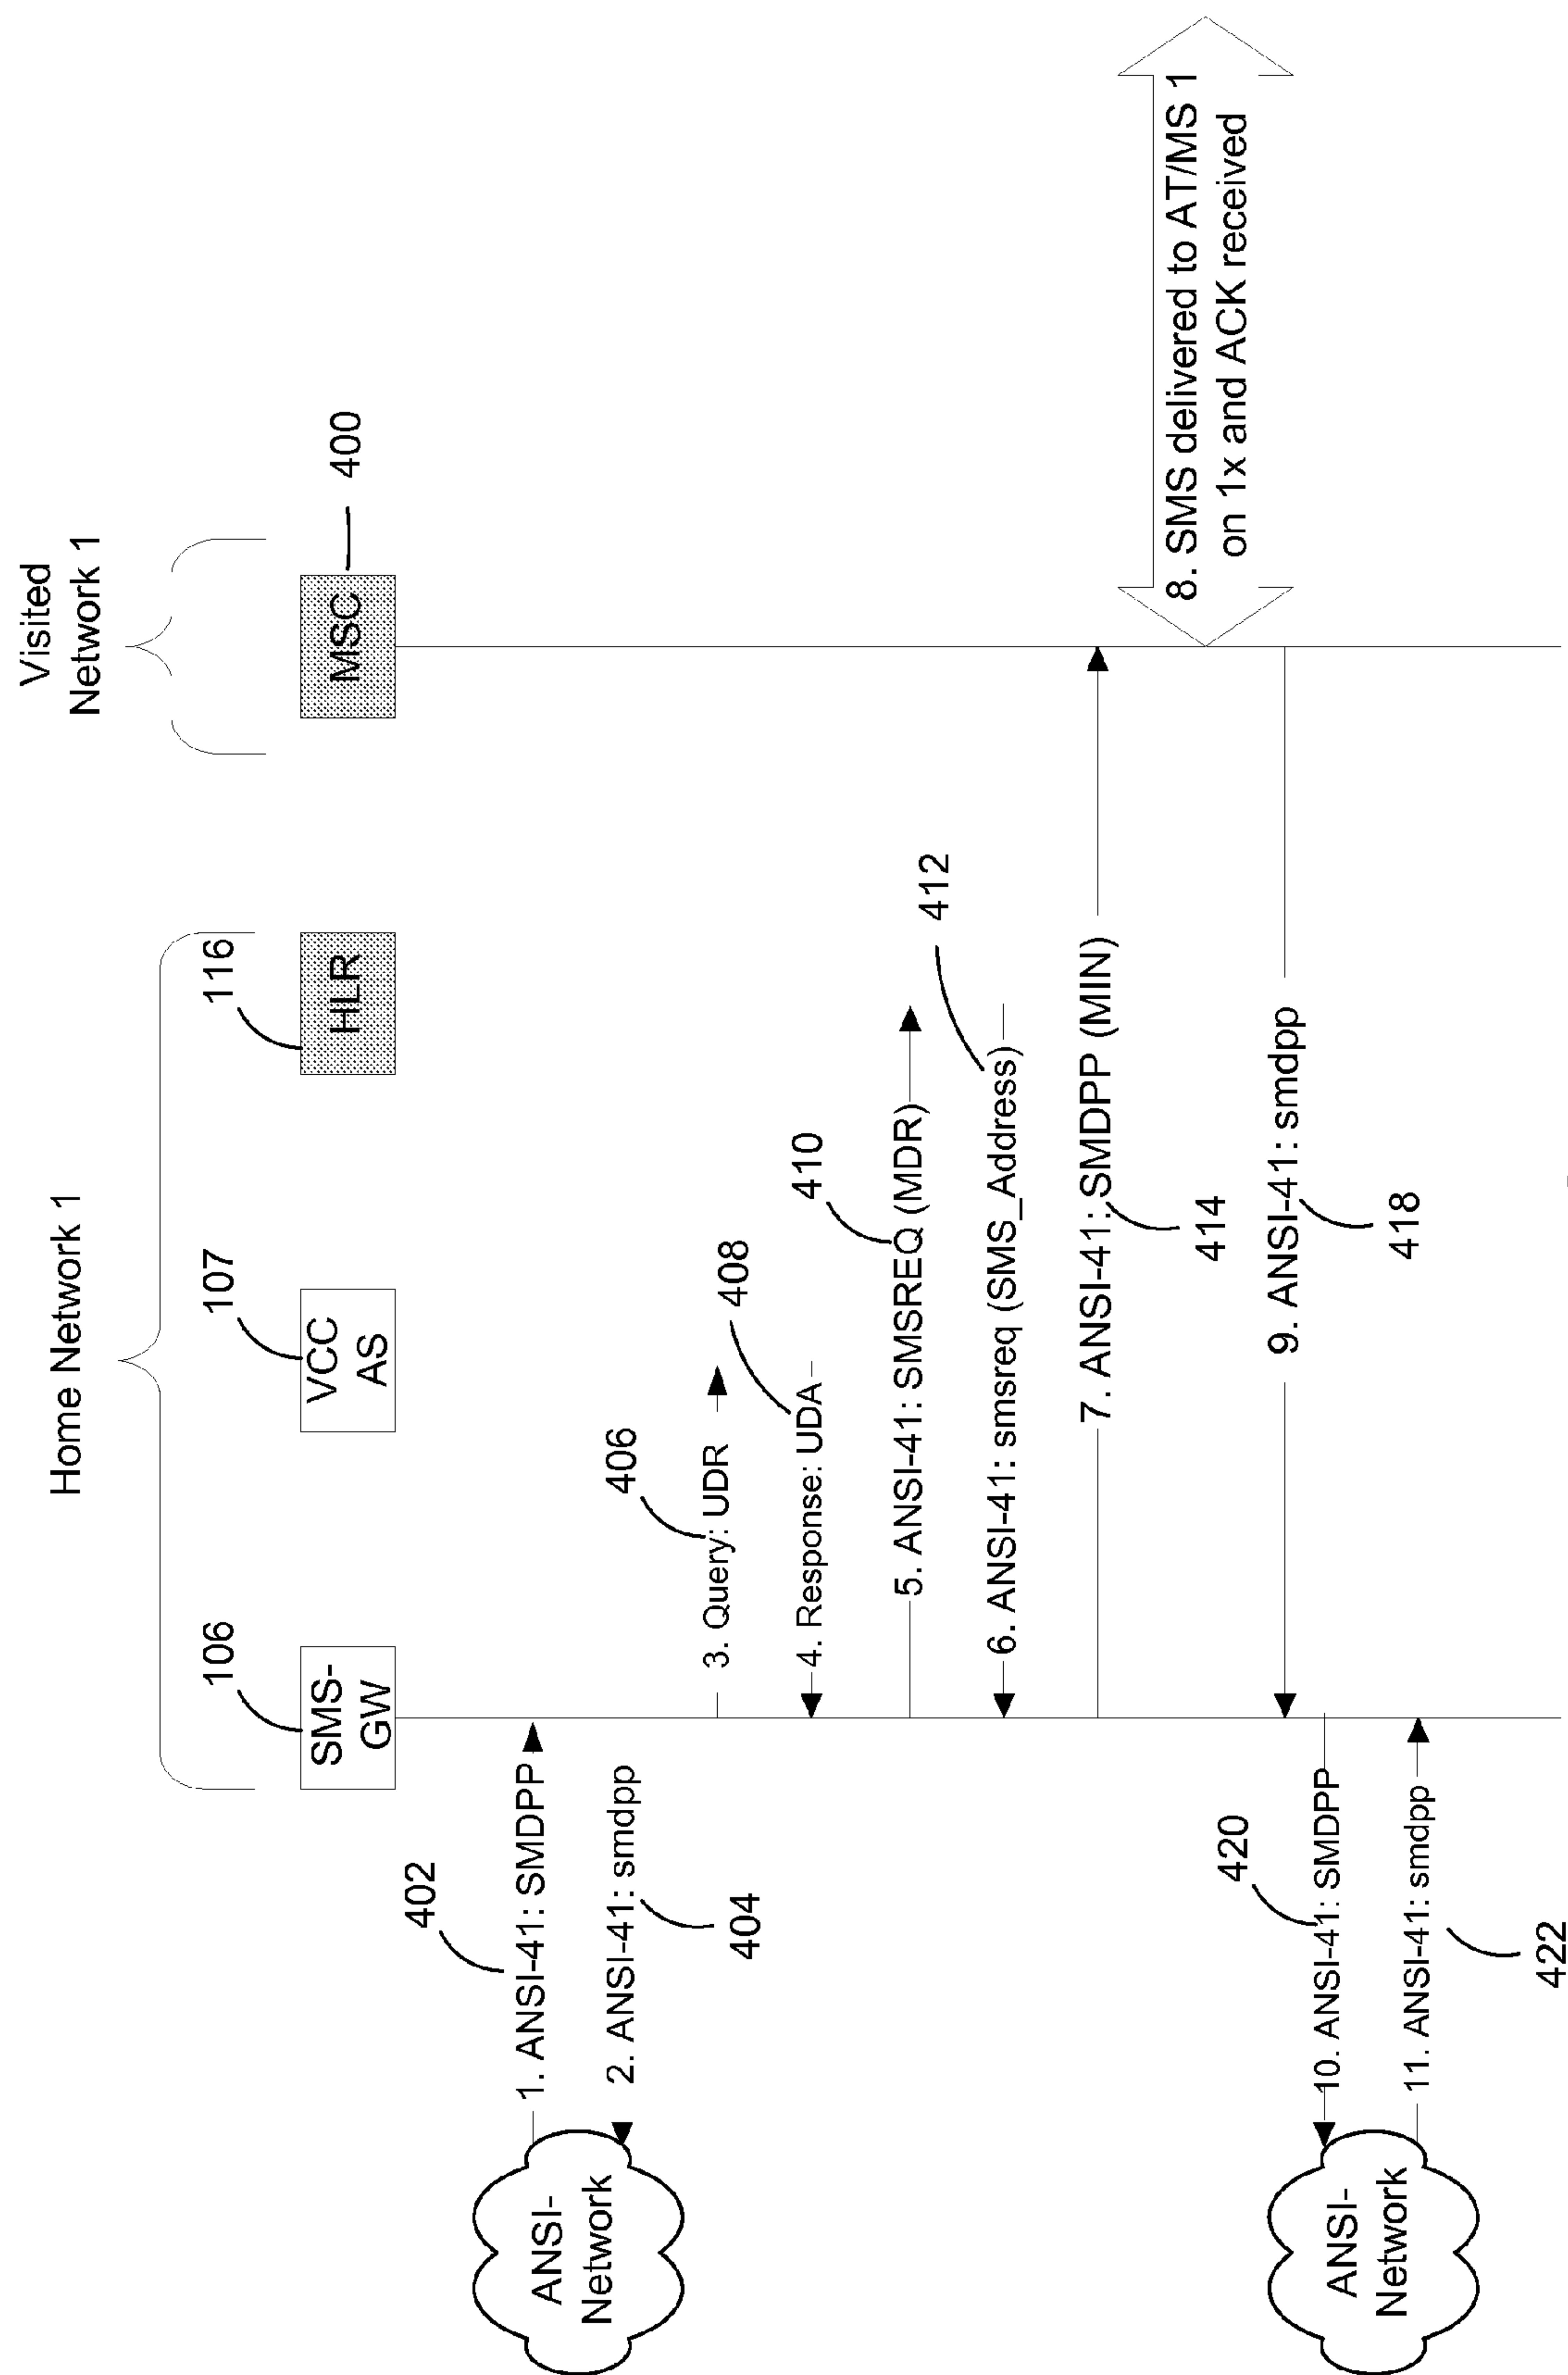 Home Network 1
Visited
Network 1
106
107
116
SMS-
GW
VCC
AS
HLR
MSC
400
402
1. ANSI-41: SMDPP
2. ANSI-41: smdpp
404
ANSI-
Network
406
3. Query: UDR
408
4. Response: UDA
410
5. ANSI-41: SMSREQ (MDR)
412
6. ANSI-41: smsreq (SMS_Address)
7. ANSI-41: SMDPP (MIN)
414
8. SMS delivered to AT/MS 1
on 1x and ACK received
9. ANSI-41: smdpp
418
420
10. ANSI-41: SMDPP
11. ANSI-41: smdpp
422
ANSI-
Network